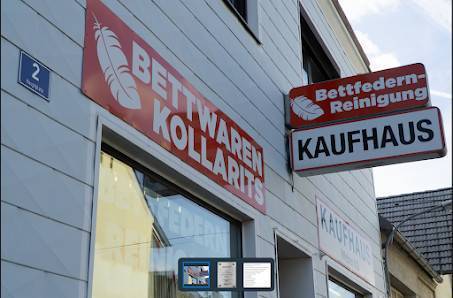 2
BETTWAREN
KOLLARITS
Bettfedern-
Reinigung
KAUFHAUS
KAUFHAUS